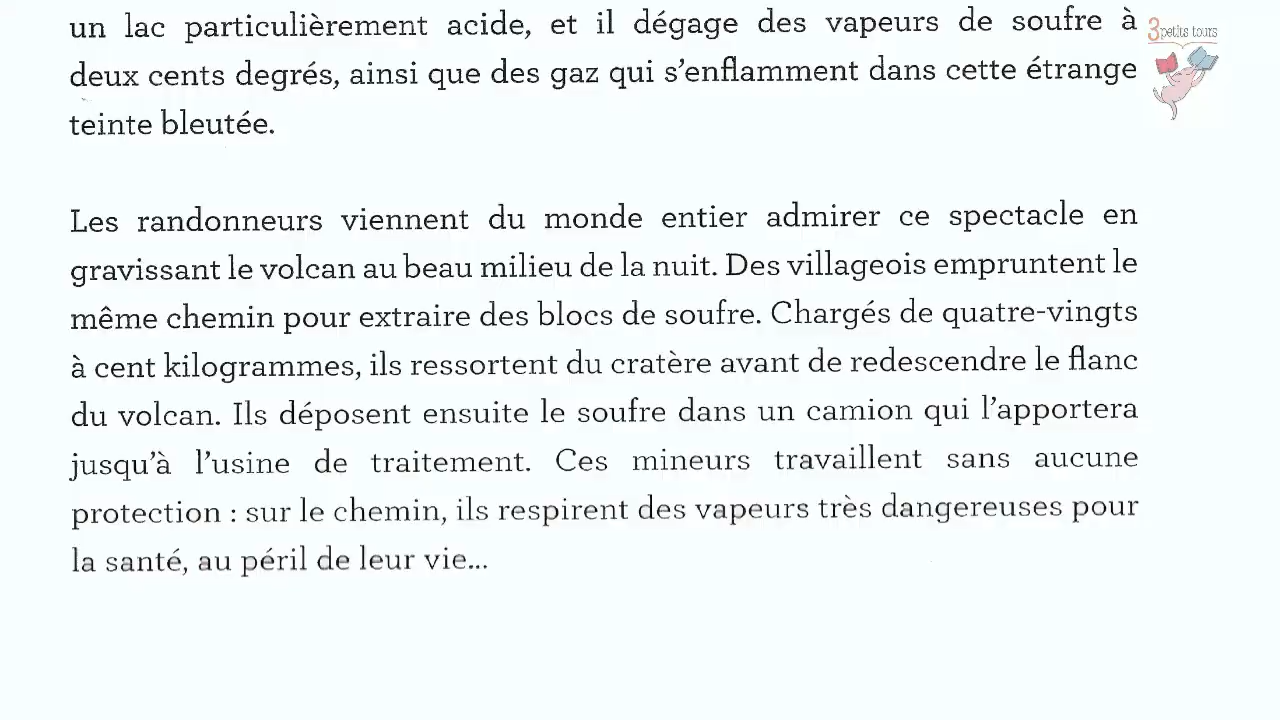 un lac particulièrement acide, et il dégage des vapeurs de soufre à
deux cents degrés, ainsi que des gaz qui s'enflamment dans cette étrange
teinte bleutée.
Les randonneurs viennent du monde entier admirer ce spectacle en
gravissant le volcan au beau milieu de la nuit. Des villageois empruntent le
même chemin pour extraire des blocs de soufre. Chargés de quatre-vingts
à cent kilogrammes, ils ressortent du cratère avant de redescendre le flanc
du volcan. Ils déposent ensuite le soufre dans un camion qui l'apportera
jusqu'à l'usine de traitement. Ces mineurs travaillent sans aucune
protection : sur le chemin, ils respirent des vapeurs très dangereuses pour
la santé, au péril de leur vie...
3 petits tours